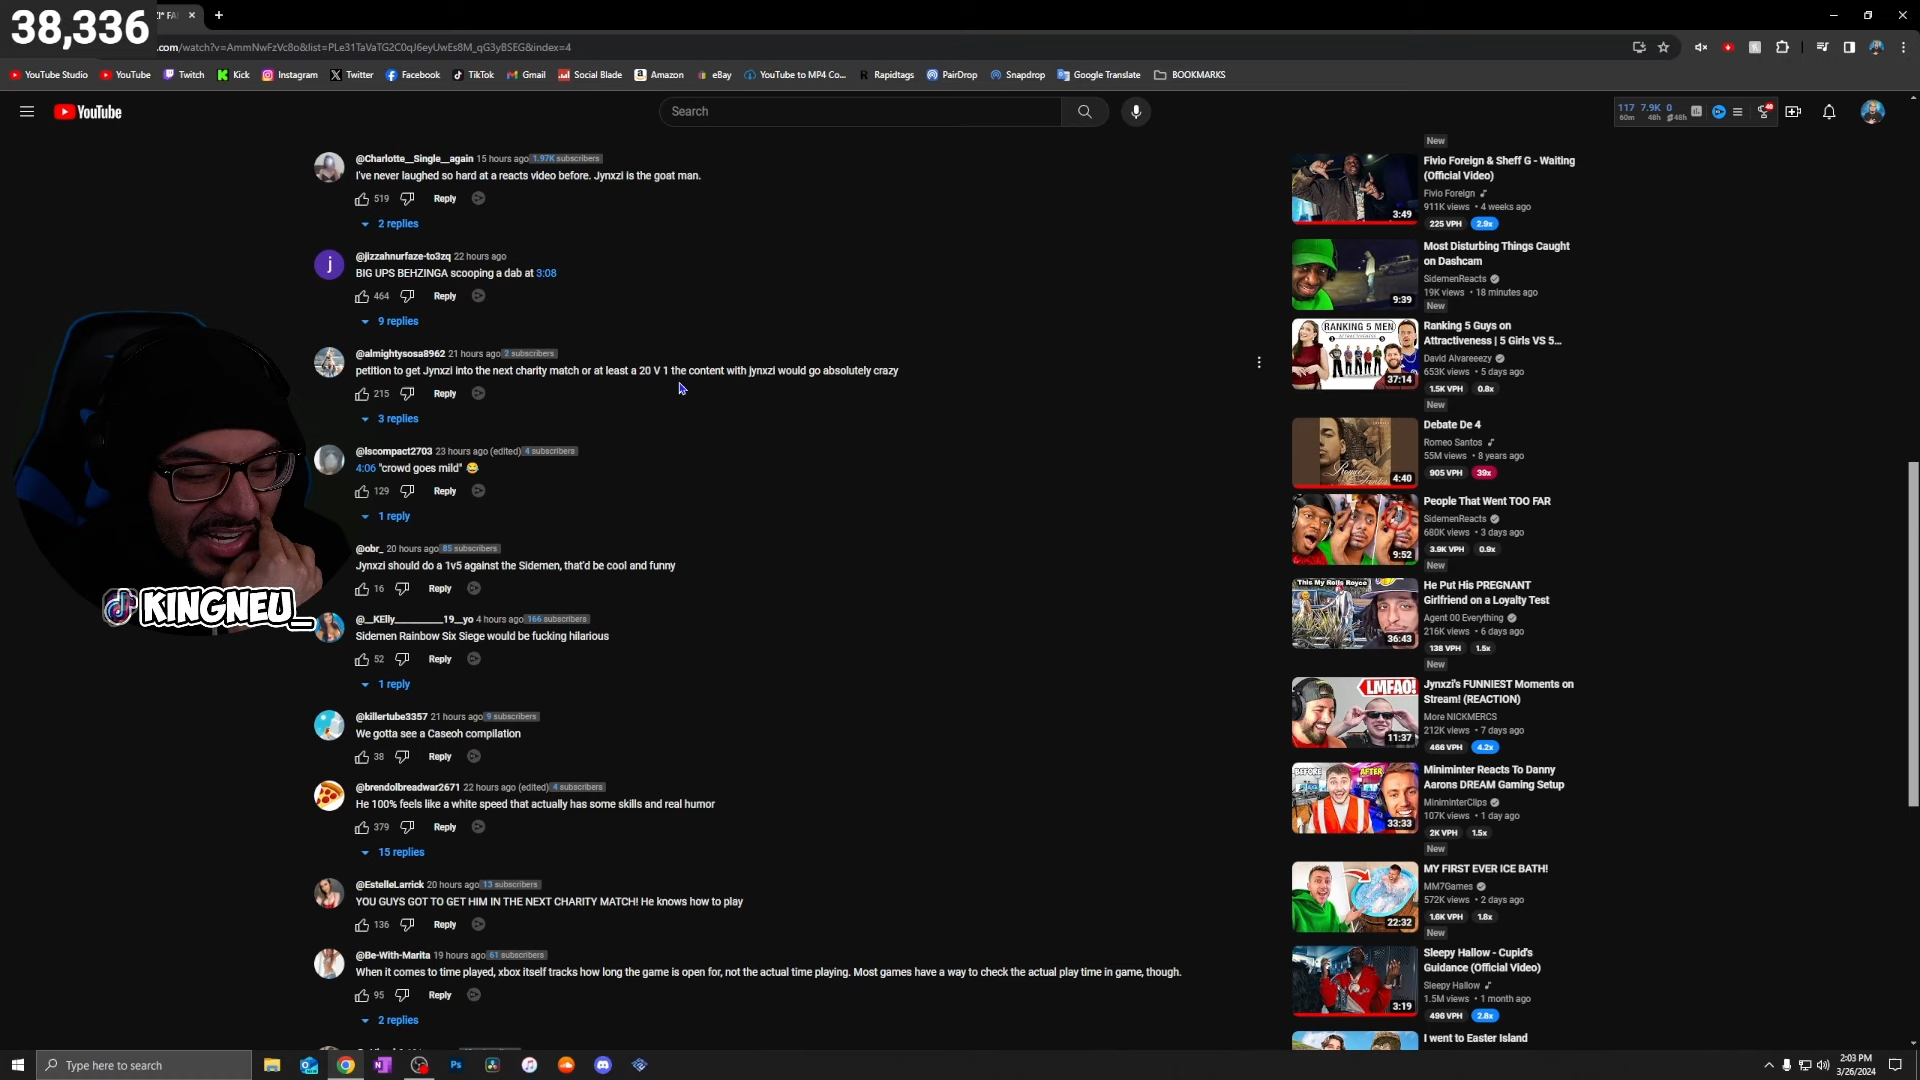 38,336
I* FA
.com/watch?v=AmmNwFzVc8o&list=PLe31TaVaTG2C0qJ6eyUwEs8M_qG3yBSEG&index=4
YouTube Studio YouTube Twitch Kick Instagram Twitter Facebook TikTok Gmail Social Blade Amazon eBay YouTube to MP4 Co... Rapidtags PairDrop Snapdrop Google Translate BOOKMARKS
YouTube
Search
117 7.9K 0
60m 48h 48h
@Charlotte__Single__again 15 hours ago 1.97K subscribers
I've never laughed so hard at a reacts video before. Jynxzi is the goat man.
519 Reply
2 replies
@jizzahnurfaze-to3zq 22 hours ago
BIG UPS BEHZINGA scooping a dab at 3:08
464 Reply
9 replies
@almightysosa8962 21 hours ago 2 subscribers
petition to get Jynxzi into the next charity match or at least a 20 V 1 the content with jynxzi would go absolutely crazy
215 Reply
3 replies
@lscompact2703 23 hours ago (edited) 4 subscribers
4:06 "crowd goes mild" 😂
129 Reply
1 reply
@obr_ 20 hours ago 85 subscribers
Jynxzi should do a 1v5 against the Sidemen, that'd be cool and funny
16 Reply
KINGNEU_
@__KElly__________19__yo 4 hours ago 166 subscribers
Sidemen Rainbow Six Siege would be fucking hilarious
52 Reply
1 reply
@killertube3357 21 hours ago 9 subscribers
We gotta see a Caseoh compilation
38 Reply
@brendolbreadwar2671 22 hours ago (edited) 4 subscribers
He 100% feels like a white speed that actually has some skills and real humor
379 Reply
15 replies
@EstelleLarrick 20 hours ago 13 subscribers
YOU GUYS GOT TO GET HIM IN THE NEXT CHARITY MATCH! He knows how to play
136 Reply
@Be-With-Marita 19 hours ago 61 subscribers
When it comes to time played, xbox itself tracks how long the game is open for, not the actual time playing. Most games have a way to check the actual play time in game, though.
95 Reply
2 replies
New
Fivio Foreign & Sheff G - Waiting
(Official Video)
Fivio Foreign
911K views • 4 weeks ago
225 VPH 2.9x
3:49
Most Disturbing Things Caught
on Dashcam
SidemenReacts
19K views • 18 minutes ago
New
9:39
RANKING 5 MEN
37:14
Ranking 5 Guys on
Attractiveness | 5 Girls VS 5...
David Alvareeezy
653K views • 5 days ago
1.5K VPH 0.8x
New
Debate De 4
Romeo Santos
55M views • 8 years ago
905 VPH 39x
4:40
People That Went TOO FAR
SidemenReacts
680K views • 3 days ago
3.9K VPH 0.9x
New
9:52
This My Rolls Royce
36:43
He Put His PREGNANT
Girlfriend on a Loyalty Test
Agent 00 Everything
216K views • 6 days ago
138 VPH 1.5x
New
LMFAO!
11:37
Jynxzi's FUNNIEST Moments on
Stream! (REACTION)
More NICKMERCS
212K views • 7 days ago
466 VPH 4.2x
BEFORE AFTER
33:33
Miniminter Reacts To Danny
Aarons DREAM Gaming Setup
MiniminterClips
107K views • 1 day ago
2K VPH 1.5x
New
MY FIRST EVER ICE BATH!
MM7Games
572K views • 2 days ago
1.6K VPH 1.8x
New
22:32
Sleepy Hallow - Cupid's
Guidance (Official Video)
Sleepy Hallow
1.5M views • 1 month ago
496 VPH 2.8x
3:19
I went to Easter Island
Type here to search
2:03 PM
3/26/2024